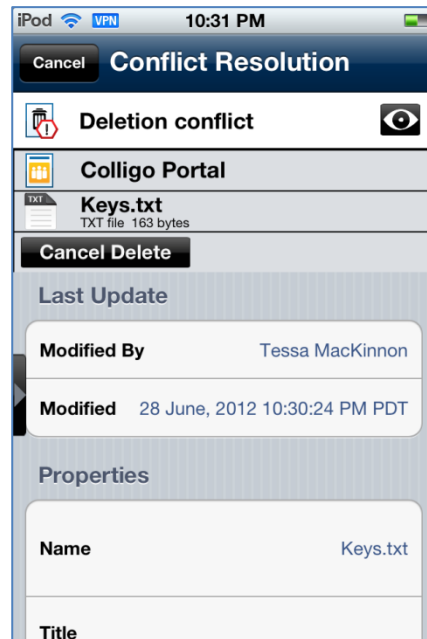 iPod VPN 10:31 PM
Cancel Conflict Resolution
Deletion conflict
Colligo Portal
TXT
Keys.txt
TXT file 163 bytes
Cancel Delete
Last Update
Modified By Tessa MacKinnon
Modified 28 June, 2012 10:30:24 PM PDT
Properties
Name Keys.txt
Title